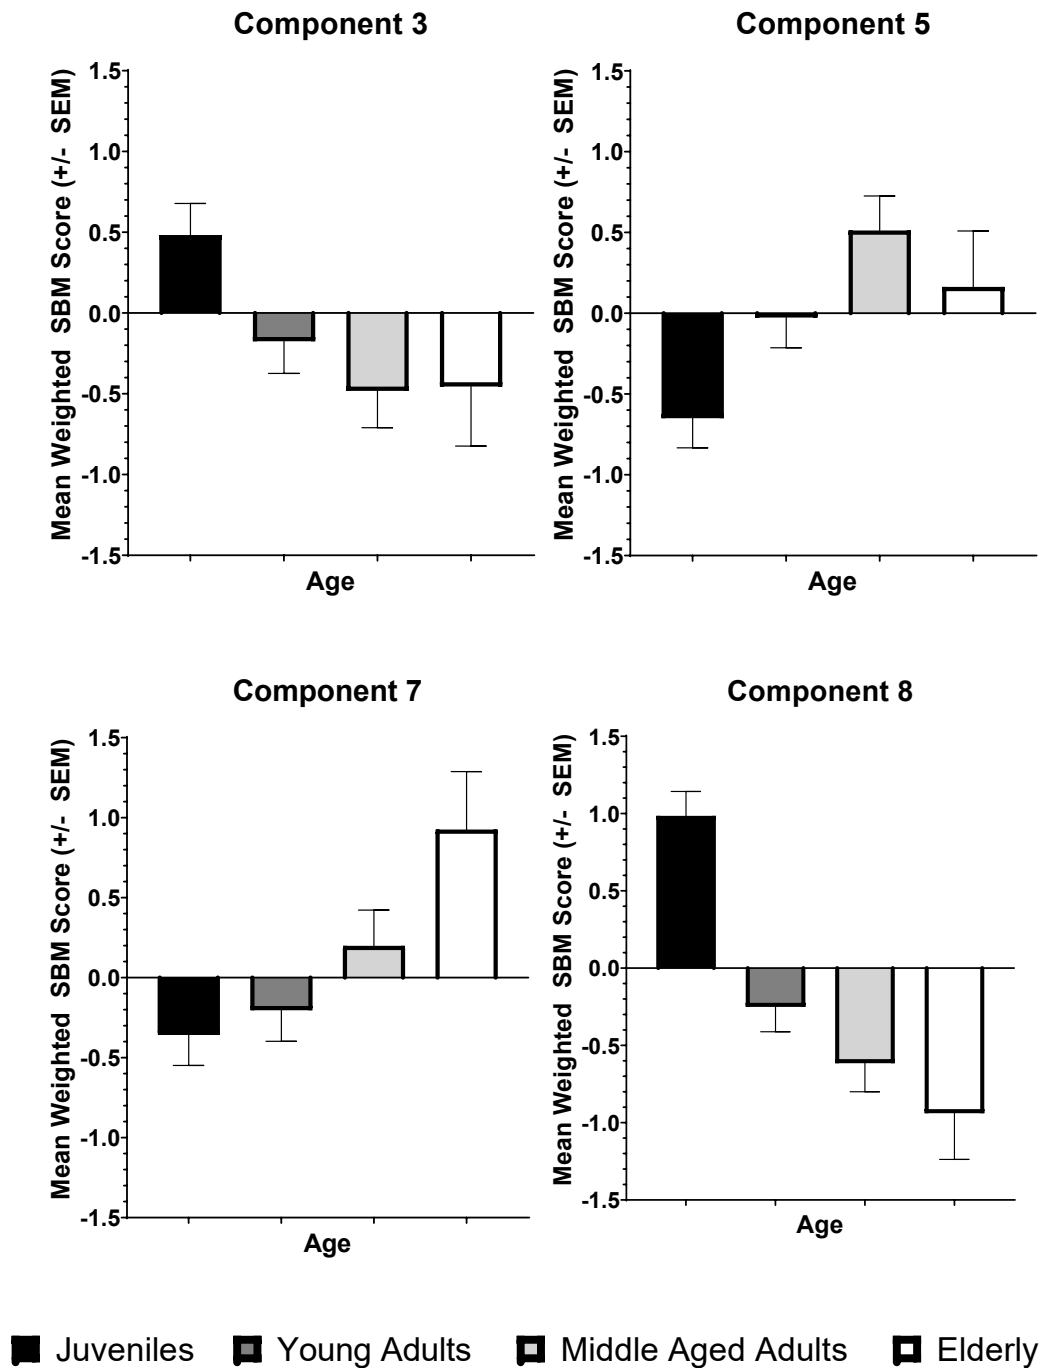 Component 3
Component 5
Mean Weighted SBM Score (+/- SEM)
1.5
1.0
0.5
0.0
-0.5
-1.0
-1.5
Age
Mean Weighted SBM Score (+/- SEM)
1.5
1.0
0.5
0.0
-0.5
-1.0
-1.5
Age
Component 7
Component 8
Mean Weighted SBM Score (+/- SEM)
1.5
1.0
0.5
0.0
-0.5
-1.0
-1.5
Age
Mean Weighted SBM Score (+/- SEM)
1.5
1.0
0.5
0.0
-0.5
-1.0
-1.5
Age
Juveniles Young Adults Middle Aged Adults Elderly